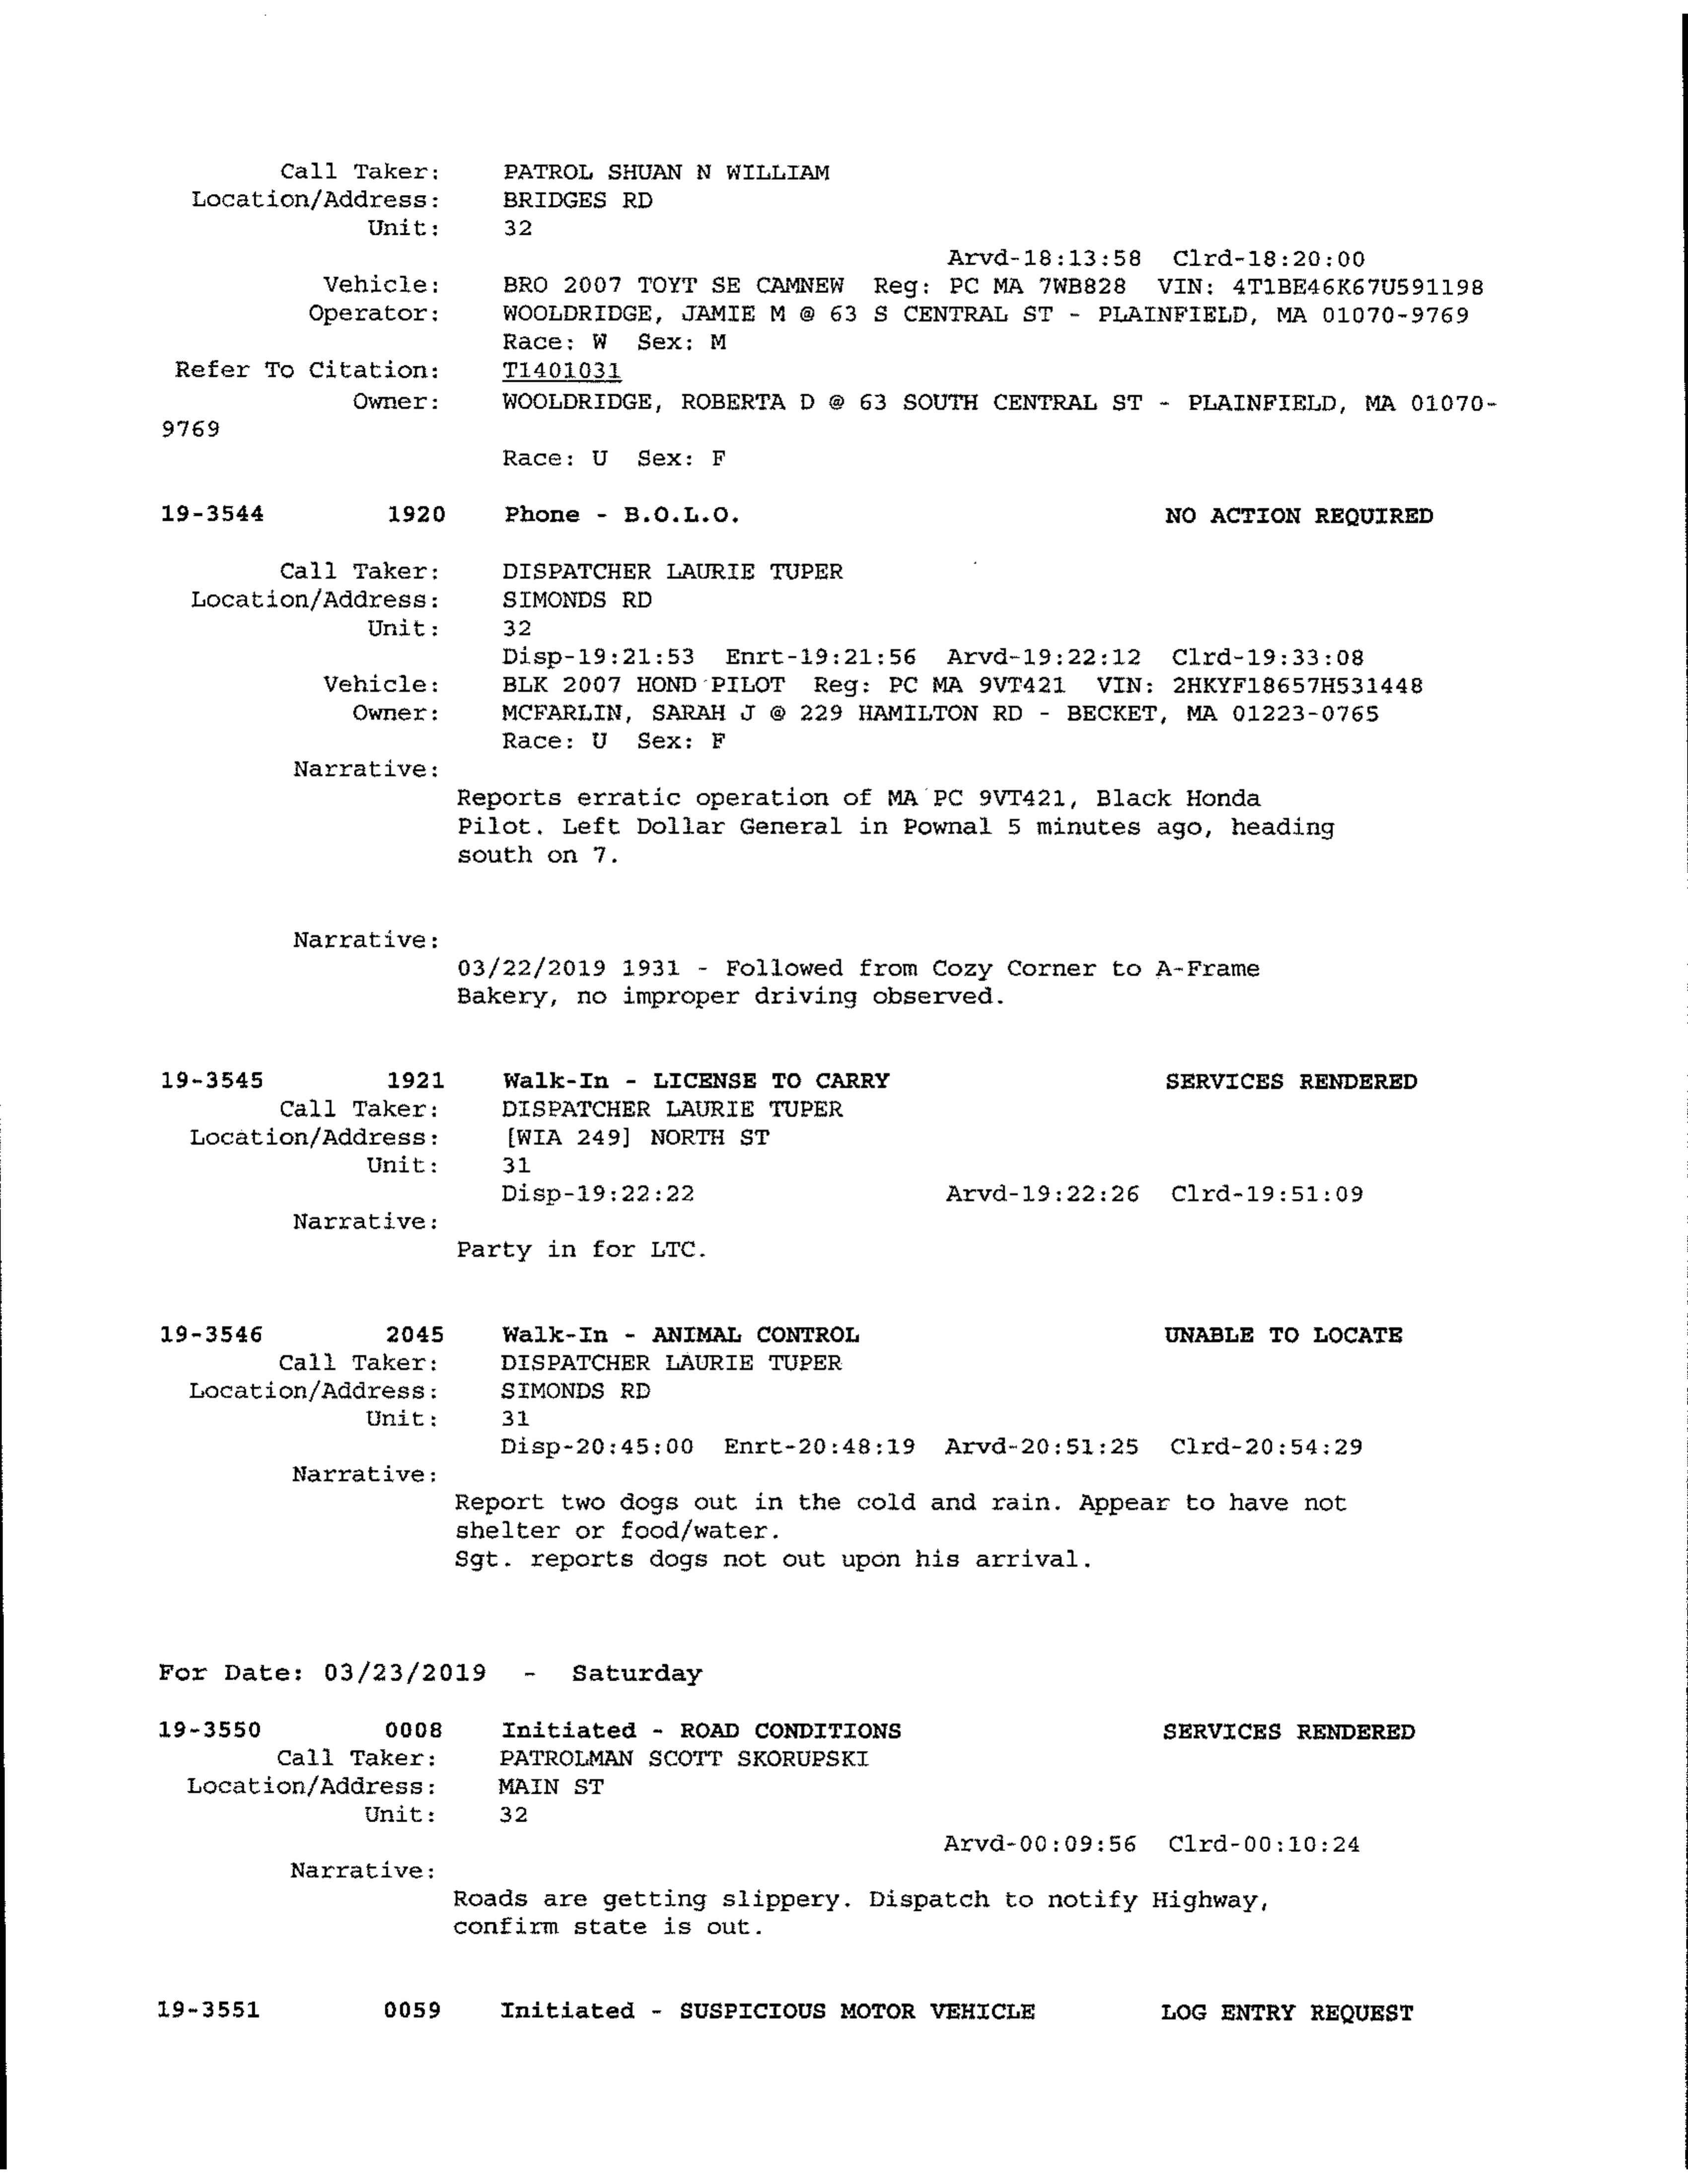 Call Taker: PATROL SHUAN N WILLIAM
Location/Address: BRIDGES RD
Unit: 32
Arvd-18:13:58 Clrd-18:20:00
Vehicle: BRO 2007 TOYT SE CAMNEW Reg: PC MA 7WB828 VIN: 4T1BE46K67U591198
Operator: WOOLDRIDGE, JAMIE M @ 63 S CENTRAL ST - PLAINFIELD, MA 01070-9769
Race: W Sex: M
Refer To Citation: T1401031
Owner: WOOLDRIDGE, ROBERTA D @ 63 SOUTH CENTRAL ST - PLAINFIELD, MA 01070-
9769
Race: U Sex: F
19-3544 1920 Phone - B.O.L.O. NO ACTION REQUIRED
Call Taker: DISPATCHER LAURIE TUPER
Location/Address: SIMONDS RD
Unit: 32
Disp-19:21:53 Enrt-19:21:56 Arvd-19:22:12 Clrd-19:33:08
Vehicle: BLK 2007 HOND PILOT Reg: PC MA 9VT421 VIN: 2HKYF18657H531448
Owner: MCFARLIN, SARAH J @ 229 HAMILTON RD - BECKET, MA 01223-0765
Race: U Sex: F
Narrative:
Reports erratic operation of MA PC 9VT421, Black Honda
Pilot. Left Dollar General in Pownal 5 minutes ago, heading
south on 7.
Narrative:
03/22/2019 1931 - Followed from Cozy Corner to A-Frame
Bakery, no improper driving observed.
19-3545 1921 Walk-In - LICENSE TO CARRY SERVICES RENDERED
Call Taker: DISPATCHER LAURIE TUPER
Location/Address: [WIA 249] NORTH ST
Unit: 31
Disp-19:22:22 Arvd-19:22:26 Clrd-19:51:09
Narrative:
Party in for LTC.
19-3546 2045 Walk-In - ANIMAL CONTROL UNABLE TO LOCATE
Call Taker: DISPATCHER LAURIE TUPER
Location/Address: SIMONDS RD
Unit: 31
Disp-20:45:00 Enrt-20:48:19 Arvd-20:51:25 Clrd-20:54:29
Narrative:
Report two dogs out in the cold and rain. Appear to have not
shelter or food/water.
Sgt. reports dogs not out upon his arrival.
For Date: 03/23/2019 - Saturday
19-3550 0008 Initiated - ROAD CONDITIONS SERVICES RENDERED
Call Taker: PATROLMAN SCOTT SKORUPSKI
Location/Address: MAIN ST
Unit: 32
Arvd-00:09:56 Clrd-00:10:24
Narrative:
Roads are getting slippery. Dispatch to notify Highway,
confirm state is out.
19-3551 0059 Initiated - SUSPICIOUS MOTOR VEHICLE LOG ENTRY REQUEST